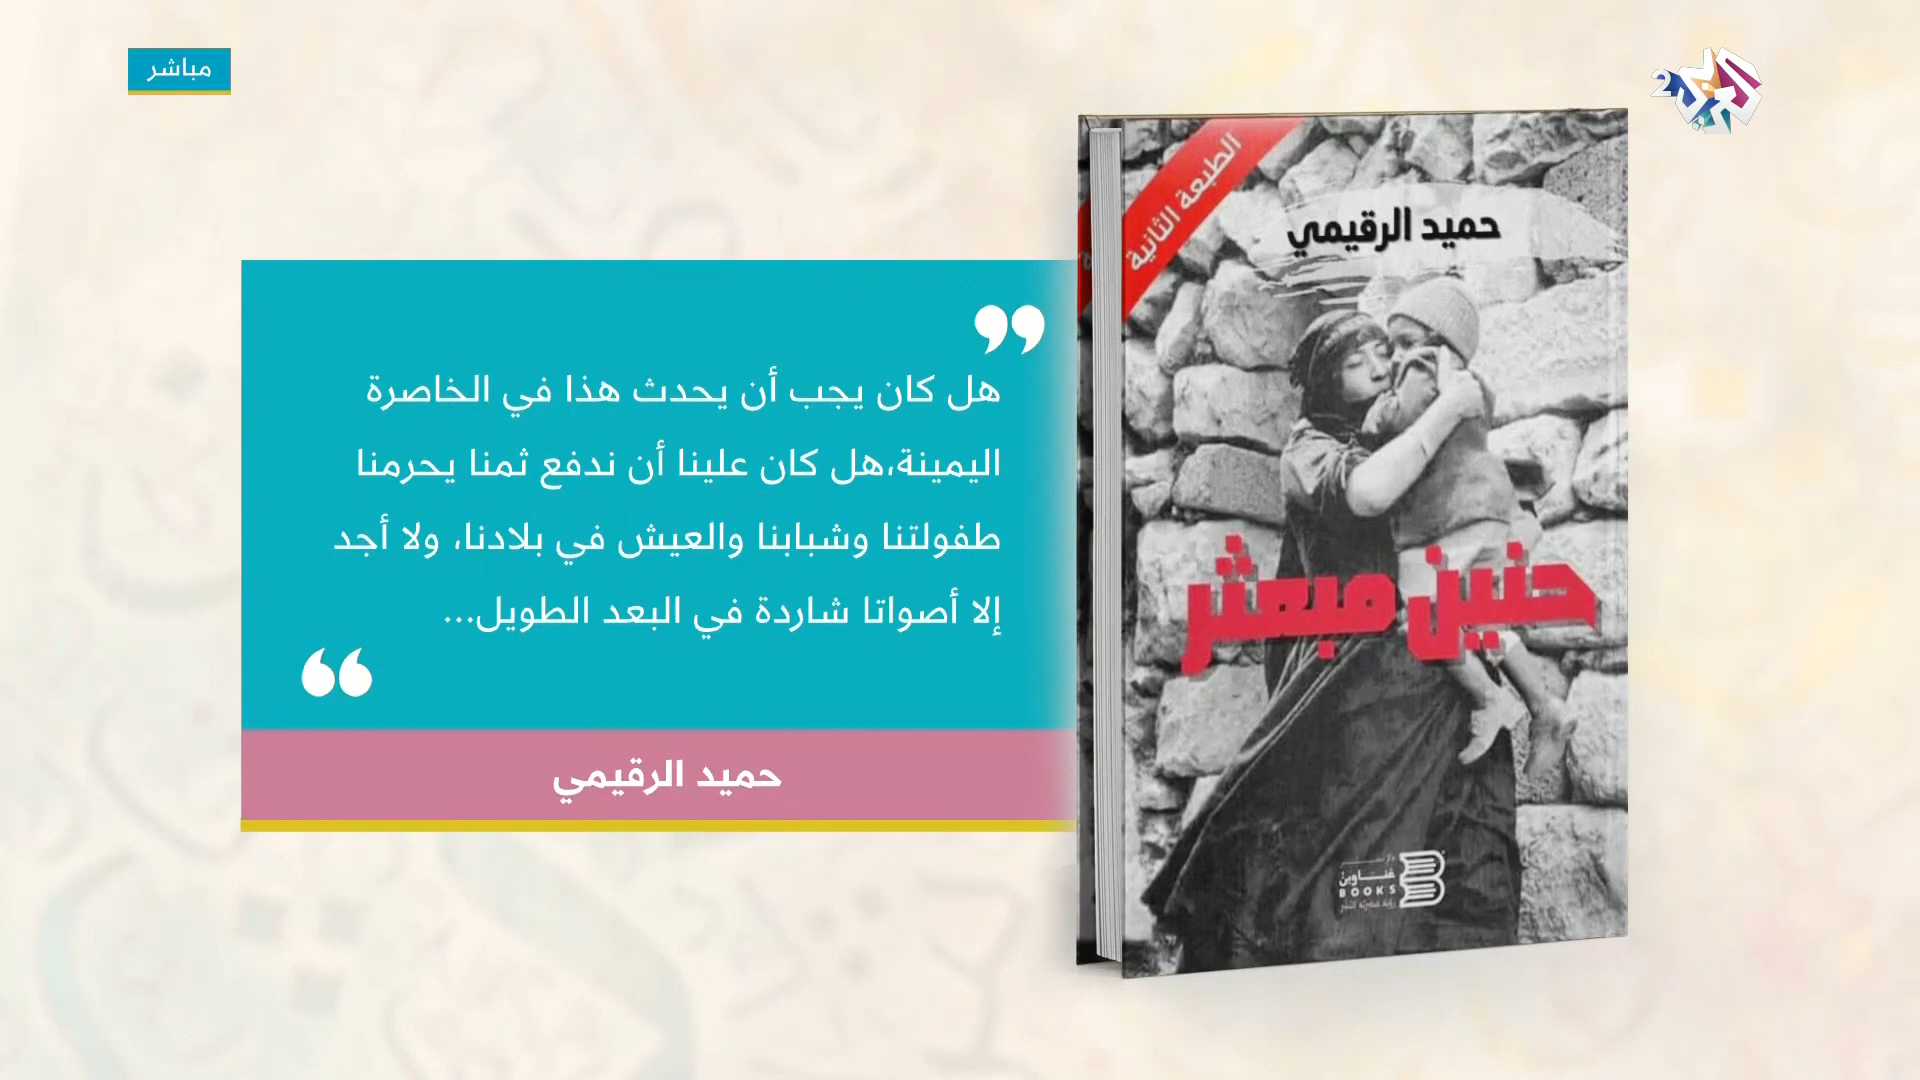 مباشر
العربي 2
هل كان يجب أن يحدث هذا في الخاصرة
اليمينة،هل كان علينا أن ندفع ثمنا يحرمنا
طفولتنا وشبابنا والعيش في بلادنا، ولا أجد
إلا أصواتا شاردة في البعد الطويل...
حميد الرقيمي
الطبعة الثانية
حميد الرقيمي
حنين مبعثر
عناوين
BOOKS